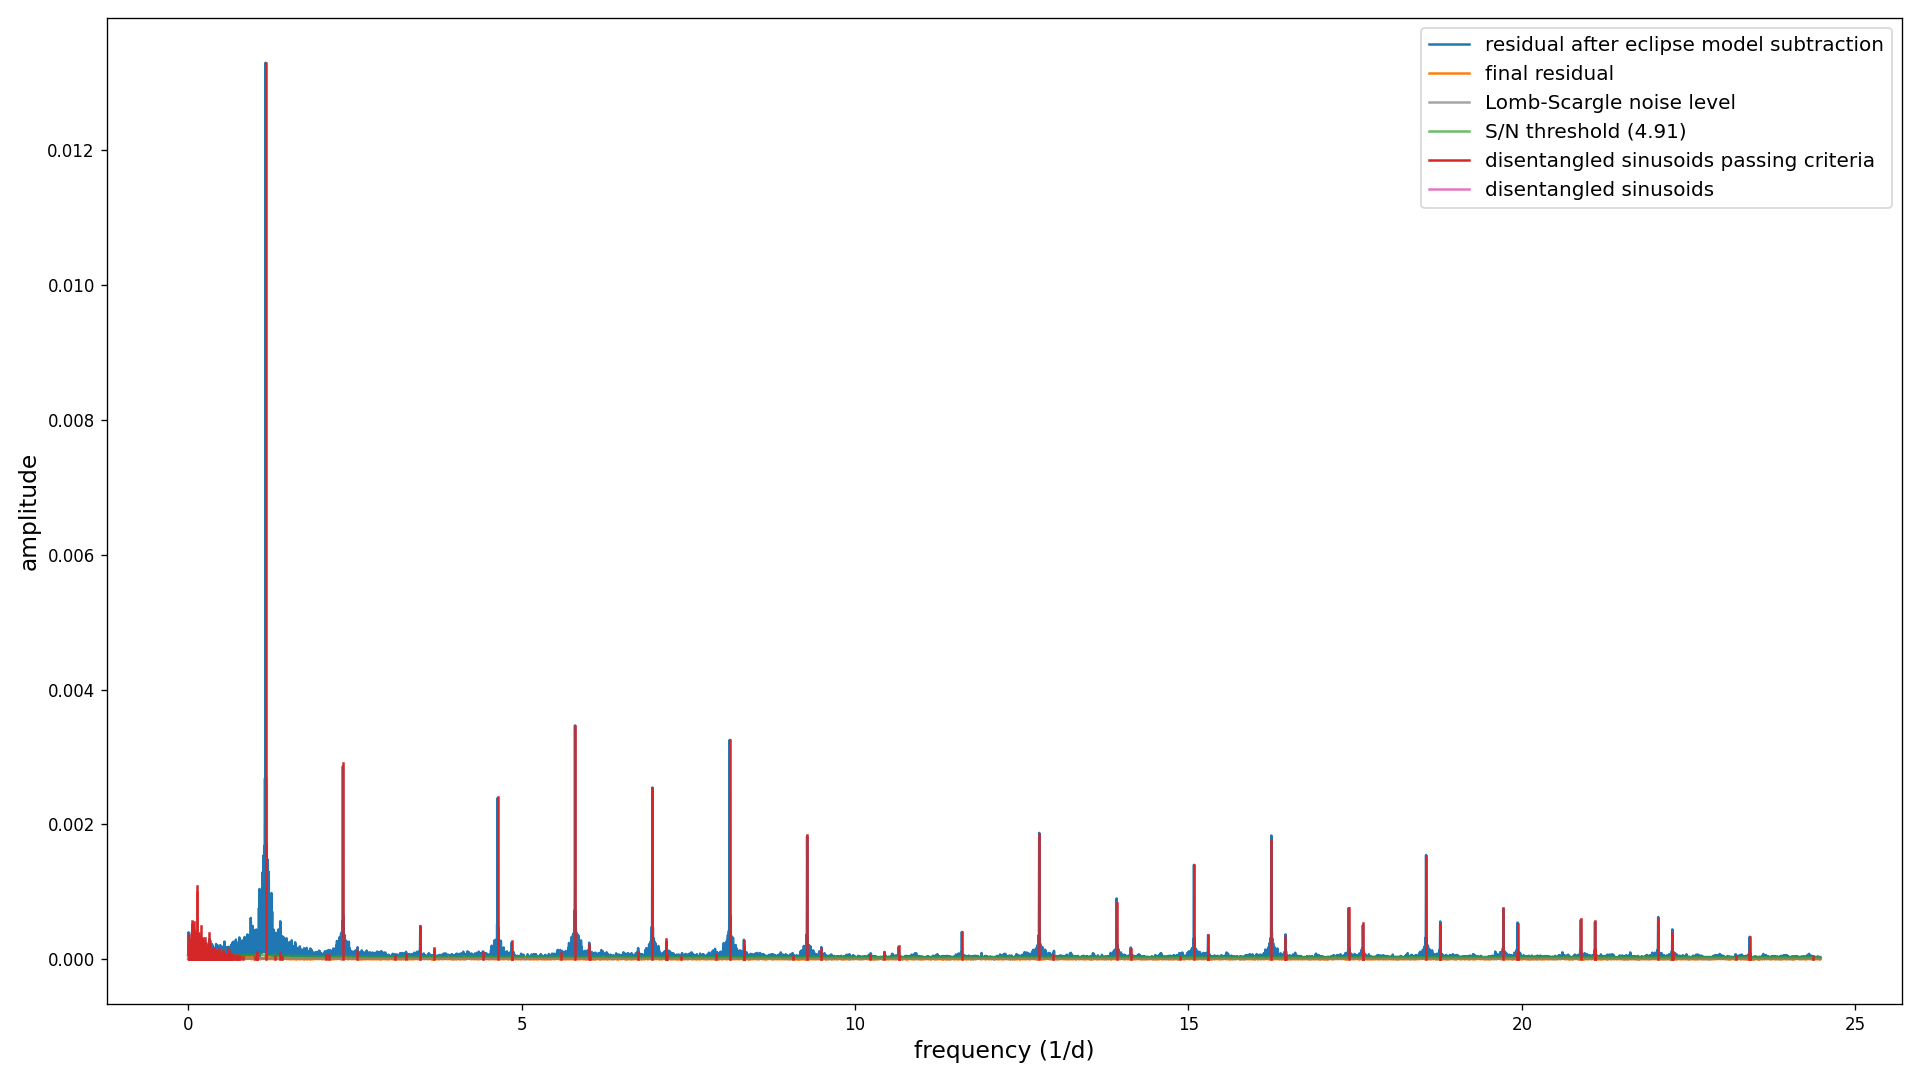 residual after eclipse model subtraction
final residual
Lomb-Scargle noise level
S/N threshold (4.91)
disentangled sinusoids passing criteria
disentangled sinusoids
0.012
0.010
0.008
0.006
0.004
0.002
0.000
amplitude
0 5 10 15 20 25
frequency (1/d)